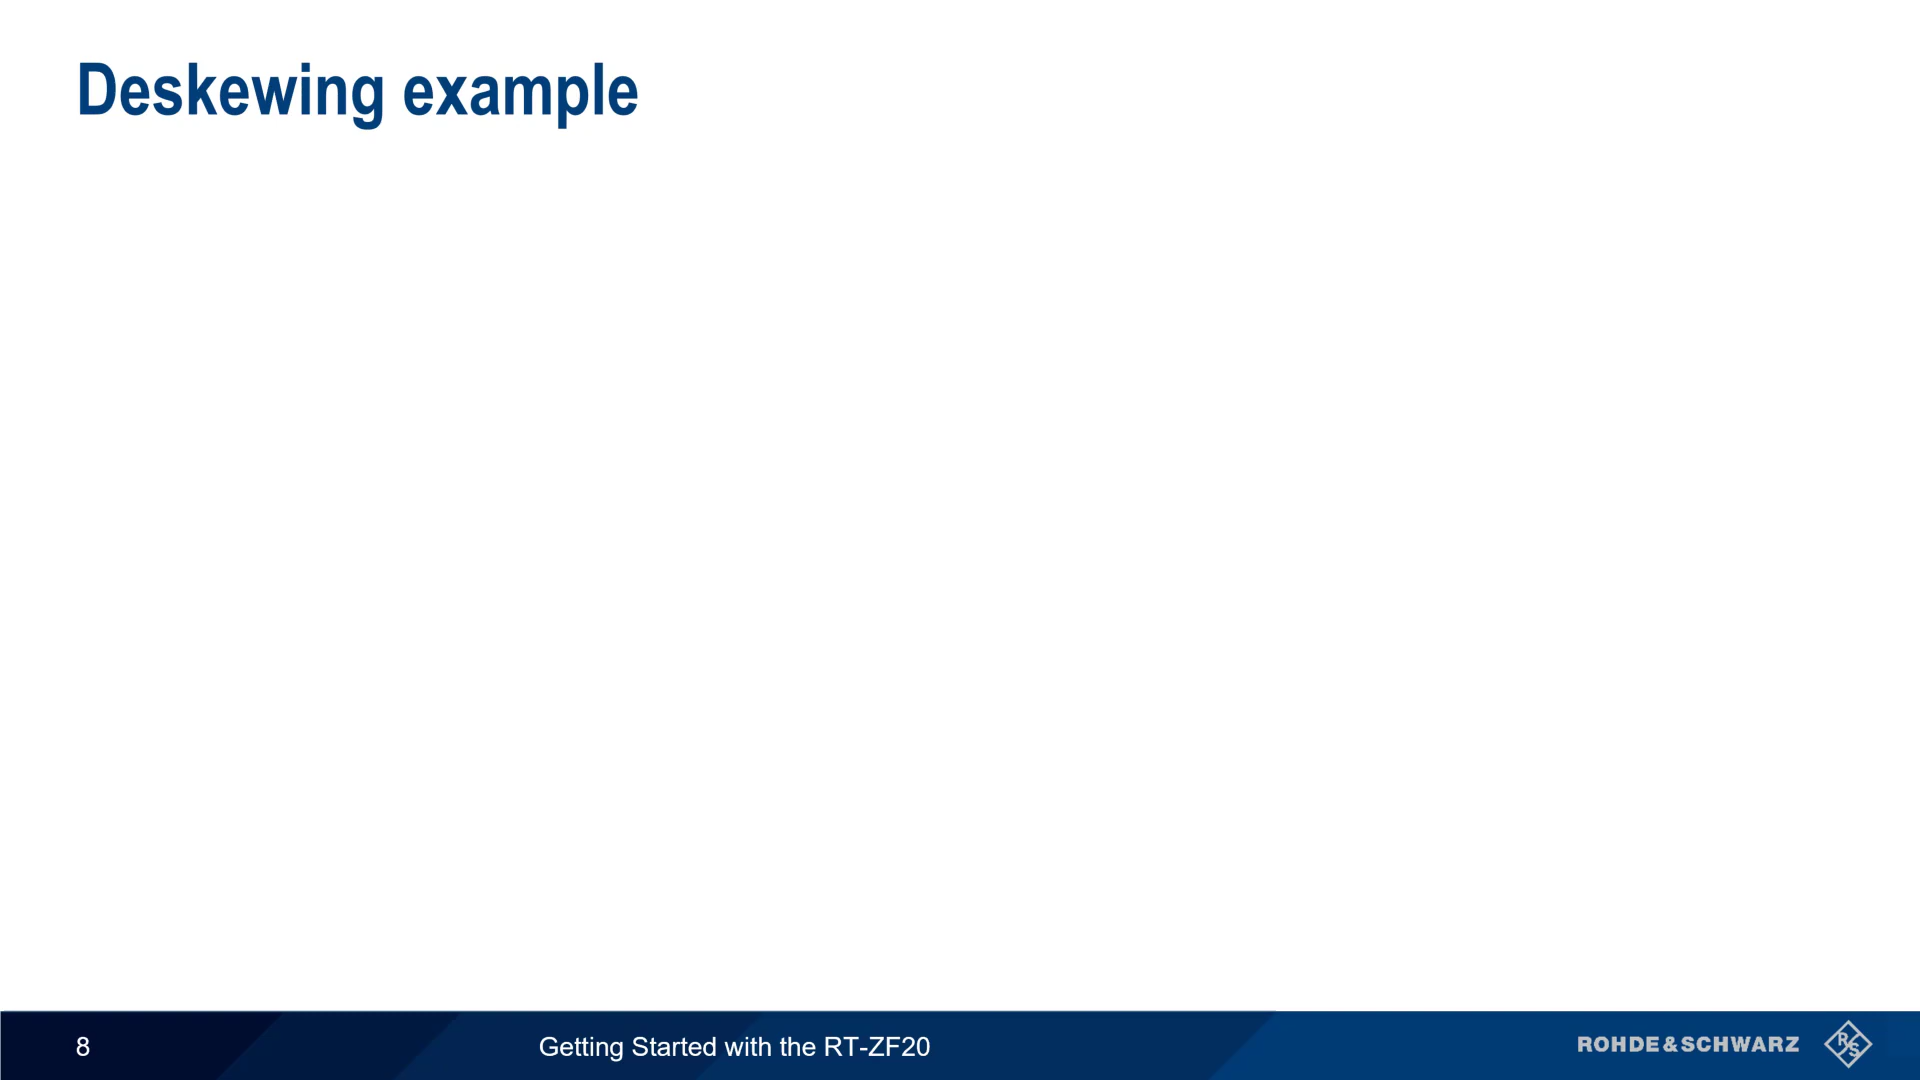 Deskewing example
8
Getting Started with the RT-ZF20
ROHDE&SCHWARZ
R
S